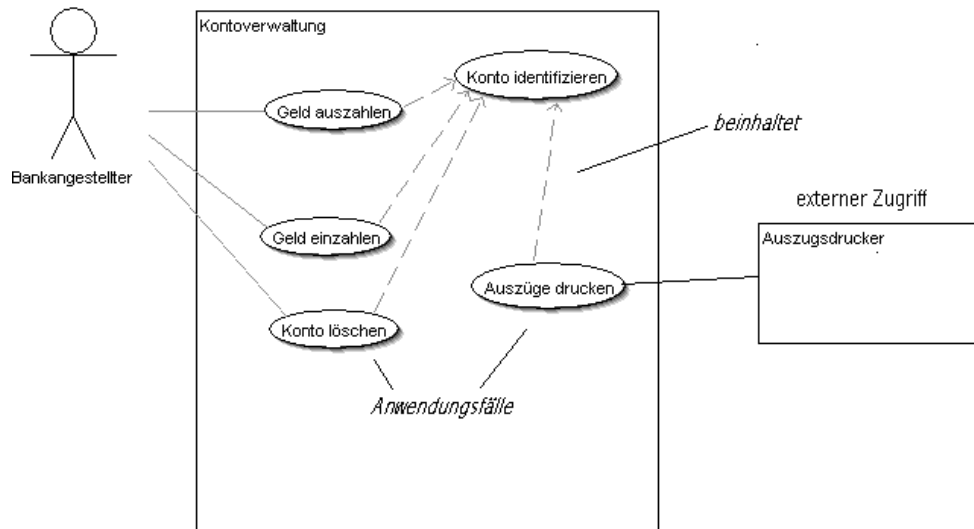 Kontoverwaltung
Konto identifizieren
Geld auszahlen
beinhaltet
Bankangestellter
externer Zugriff
Geld einzahlen
Auszugsdrucker
Auszüge drucken
Konto löschen
Anwendungsfälle